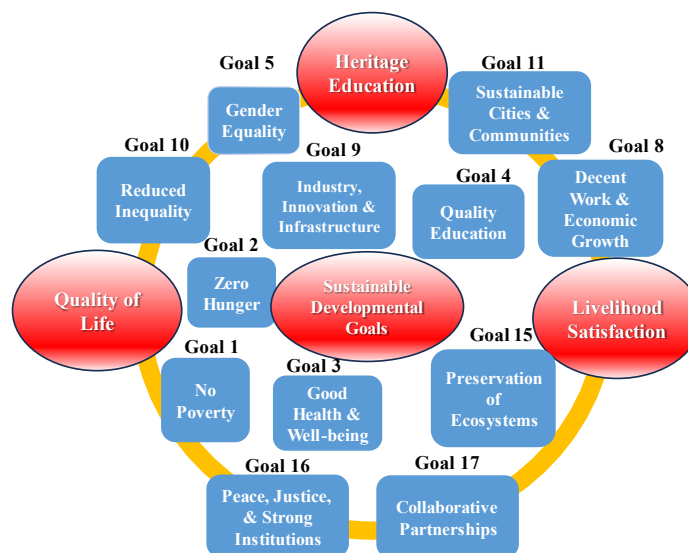 Heritage
Education
Goal 5
Gender
Equality
Goal 11
Sustainable
Cities &
Communities
Goal 10
Reduced
Inequality
Goal 9
Industry,
Innovation &
Infrastructure
Goal 4
Quality
Education
Goal 8
Decent
Work &
Economic
Growth
Quality of
Life
Goal 2
Zero
Hunger
Sustainable
Developmental
Goals
Livelihood
Satisfaction
Goal 1
No
Poverty
Goal 3
Good
Health &
Well-being
Goal 15
Preservation
of
Ecosystems
Goal 16
Peace, Justice,
& Strong
Institutions
Goal 17
Collaborative
Partnerships